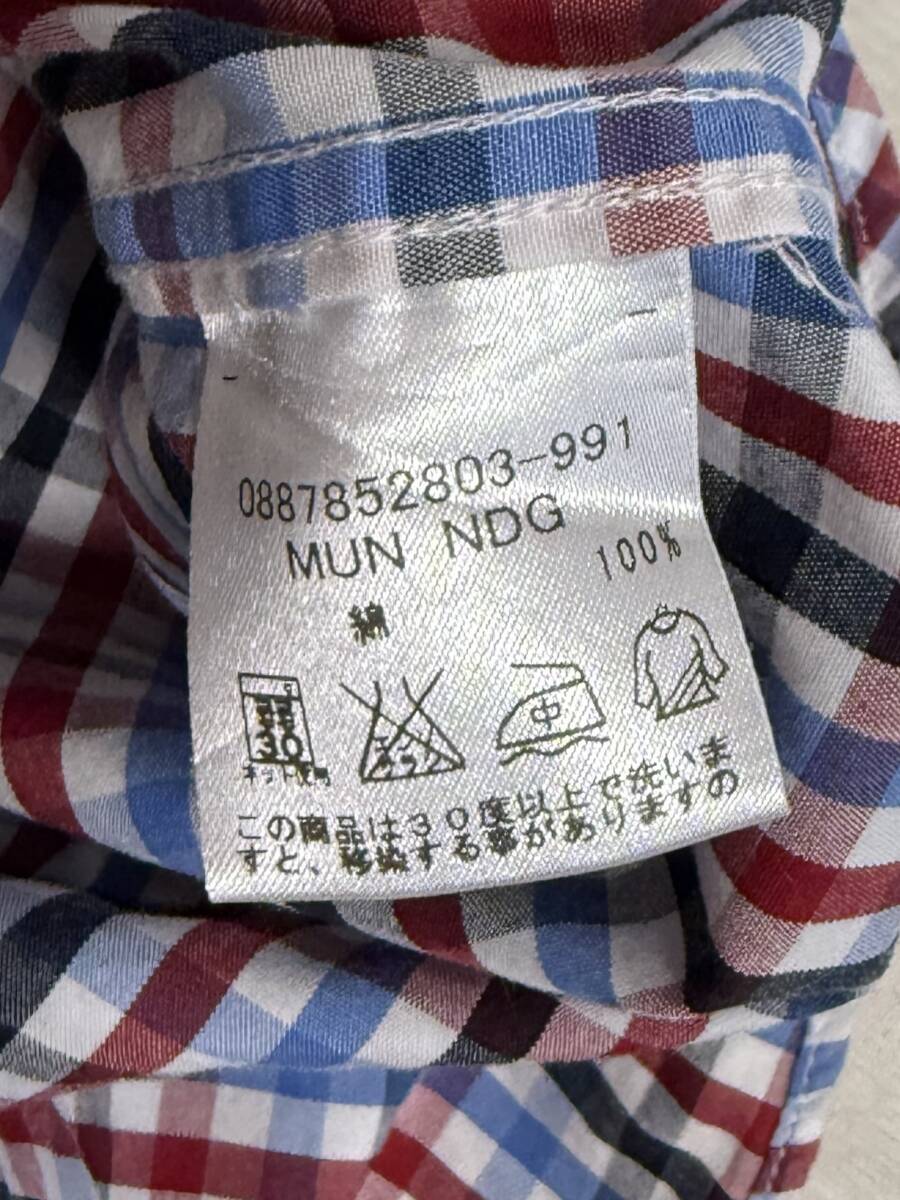 0887852803-991
MUN NDG
綿 100%
30
中
ネット使用
この商品は30度以上で洗いま
すと、移染する事がありますの